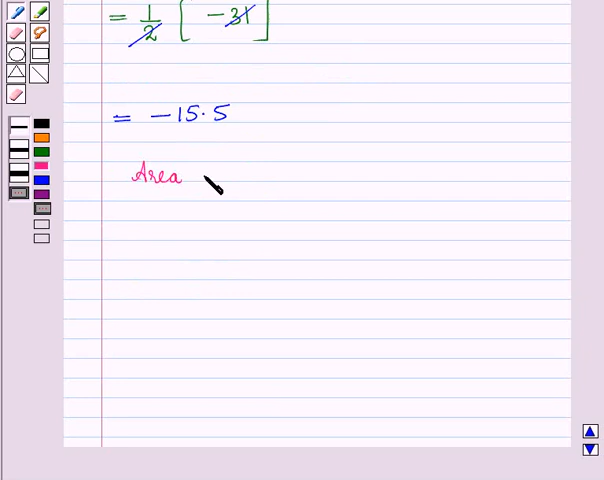 = 1/2 [ -31 ]
= -15.5
Area